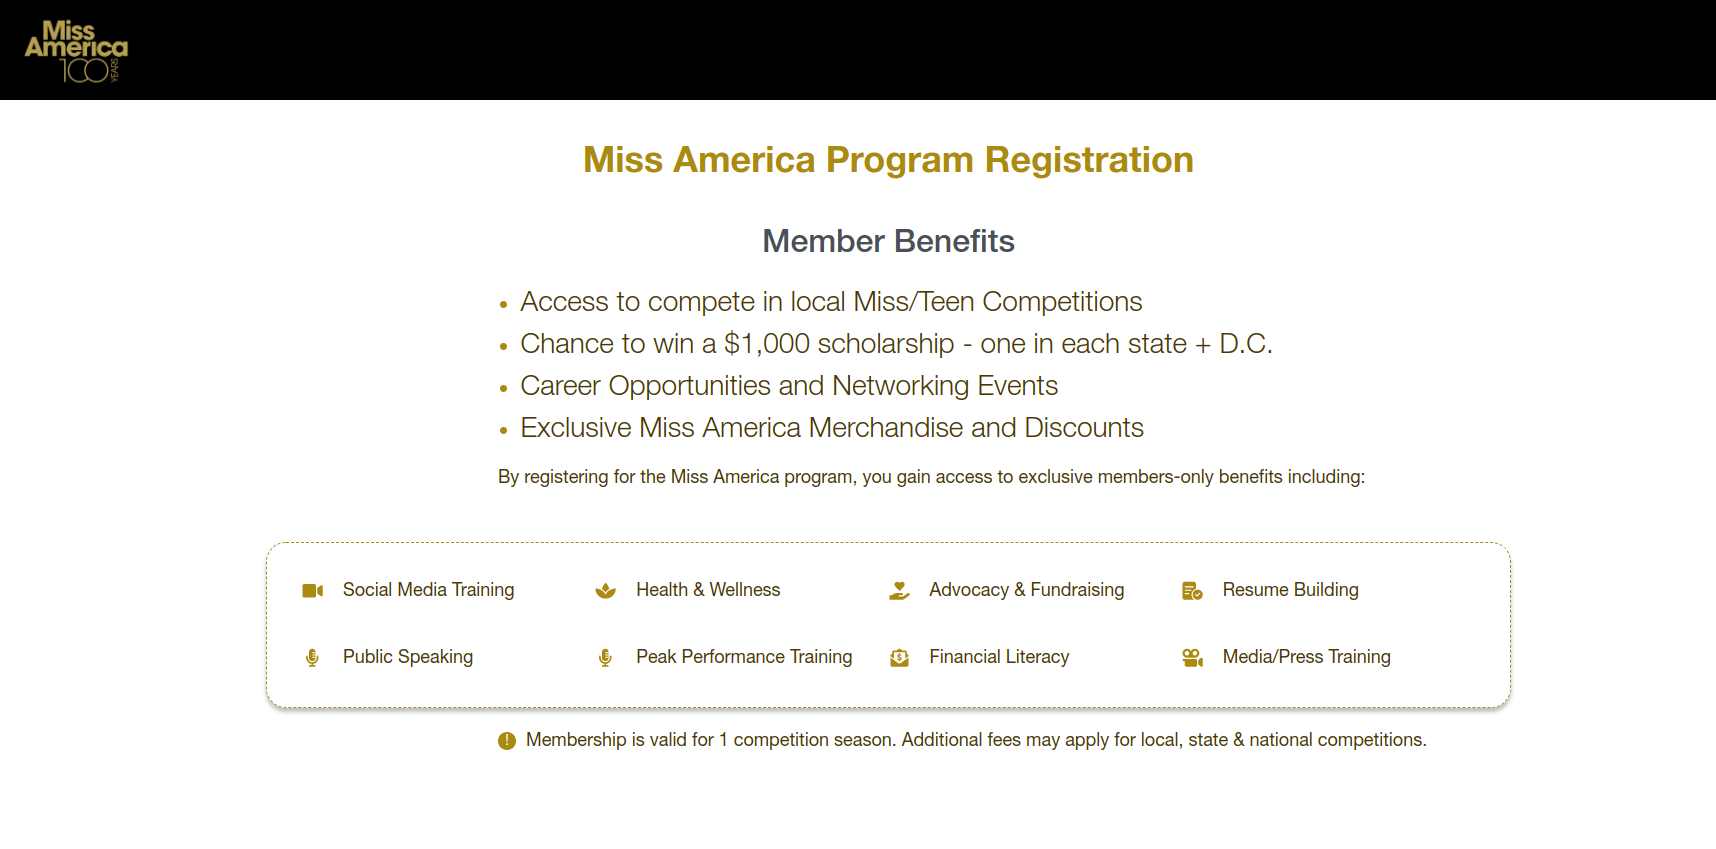 Miss
America
100 YEARS
Miss America Program Registration
Member Benefits
Access to compete in local Miss/Teen Competitions
Chance to win a $1,000 scholarship - one in each state + D.C.
Career Opportunities and Networking Events
Exclusive Miss America Merchandise and Discounts
By registering for the Miss America program, you gain access to exclusive members-only benefits including:
Social Media Training
Health & Wellness
Advocacy & Fundraising
Resume Building
Public Speaking
Peak Performance Training
Financial Literacy
Media/Press Training
Membership is valid for 1 competition season. Additional fees may apply for local, state & national competitions.